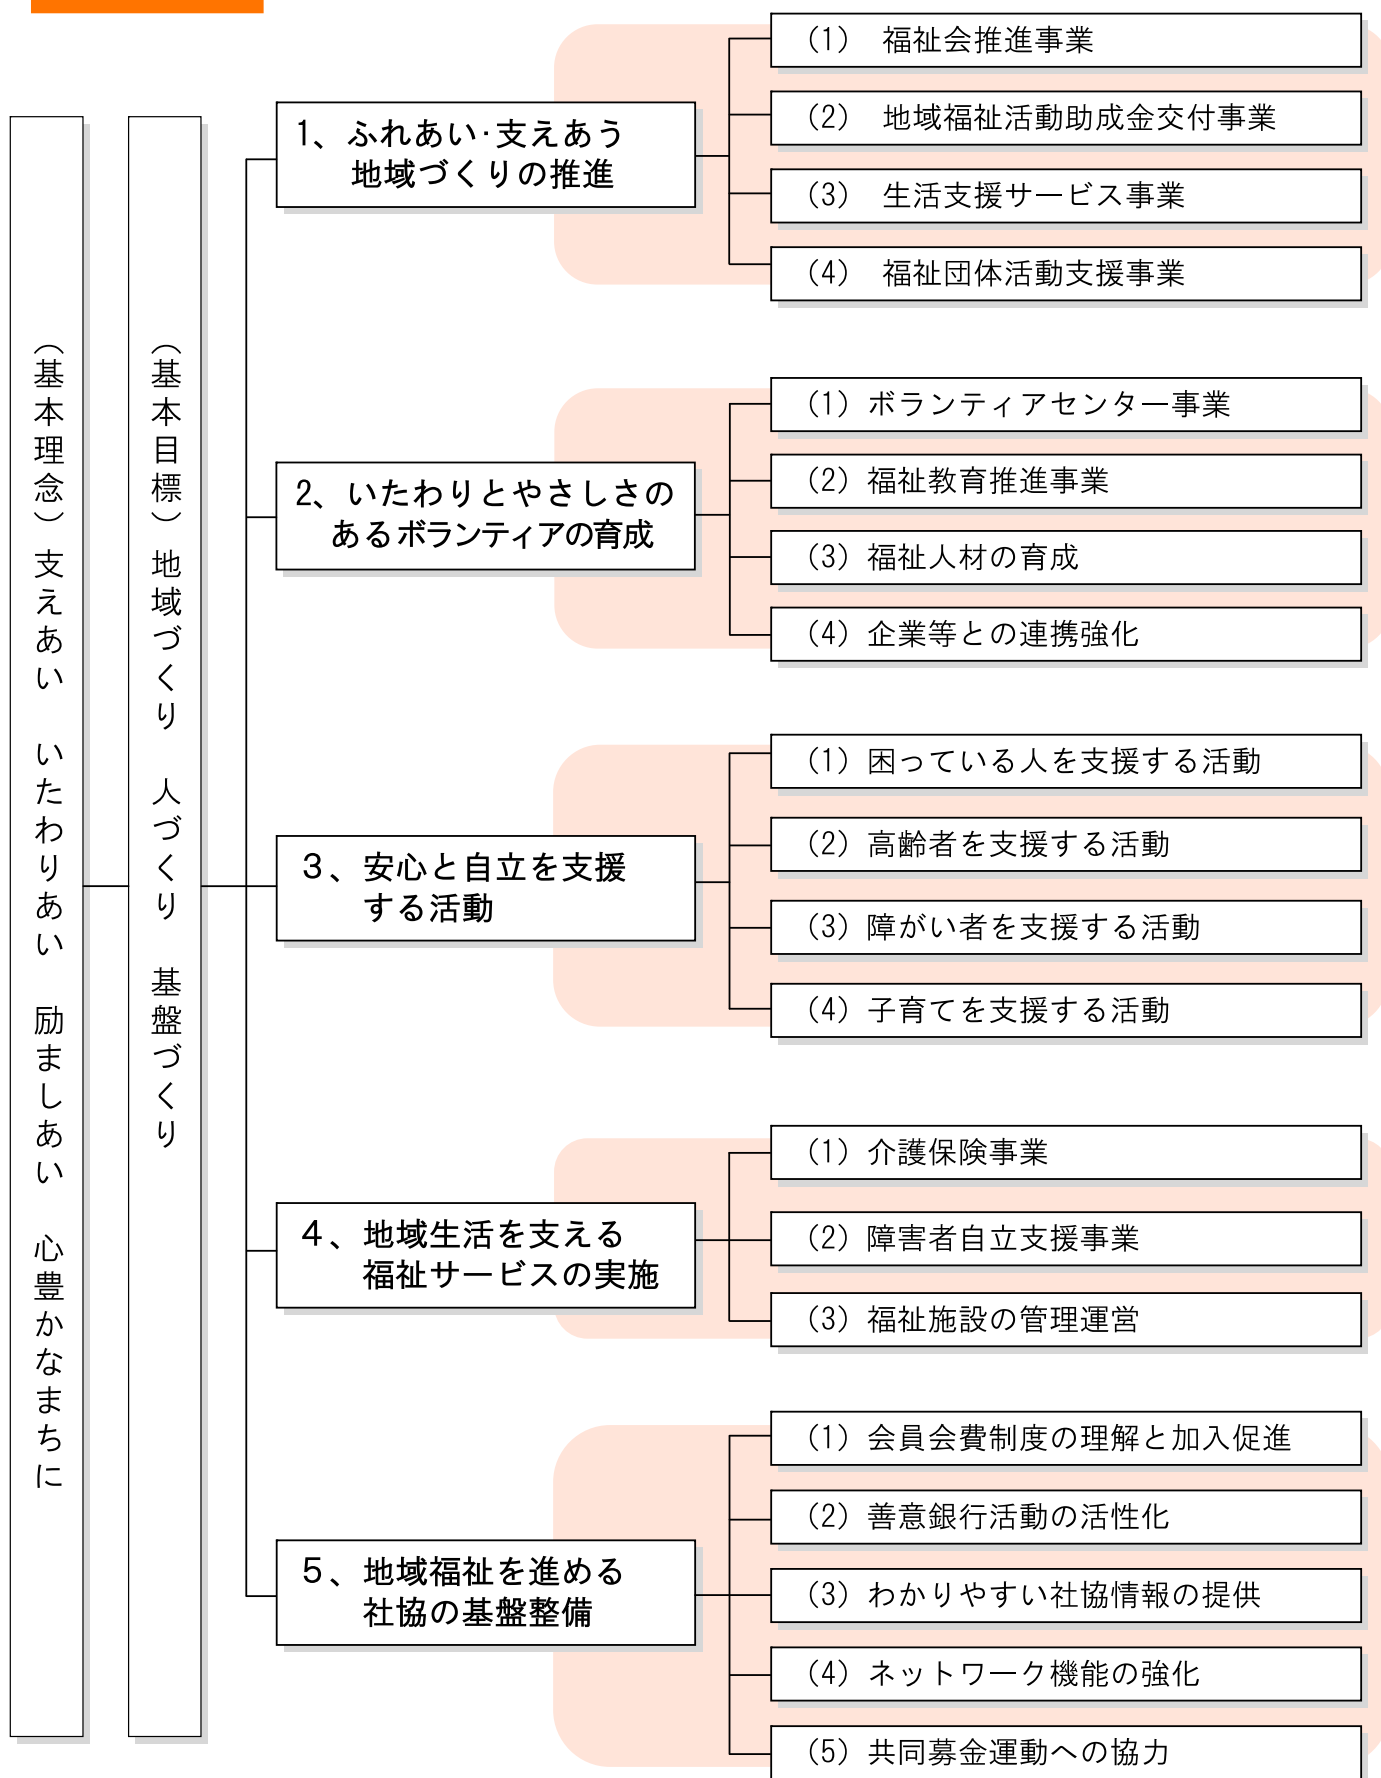 （基本理念）支えあい　いたわりあい　励ましあい　心豊かなまちに
（基本目標）地域づくり　人づくり　基盤づくり
1、ふれあい･支えあう
地域づくりの推進
（1）　福祉会推進事業
（2）　地域福祉活動助成金交付事業
（3）　生活支援サービス事業
（4）　福祉団体活動支援事業
2、いたわりとやさしさの
あるボランティアの育成
（1）ボランティアセンター事業
（2）福祉教育推進事業
（3）福祉人材の育成
（4）企業等との連携強化
３、安心と自立を支援
する活動
（1）困っている人を支援する活動
（2）高齢者を支援する活動
（3）障がい者を支援する活動
（4）子育てを支援する活動
４、地域生活を支える
福祉サービスの実施
（1）介護保険事業
（2）障害者自立支援事業
（3）福祉施設の管理運営
５、地域福祉を進める
社協の基盤整備
（1）会員会費制度の理解と加入促進
（2）善意銀行活動の活性化
（3）わかりやすい社協情報の提供
（4）ネットワーク機能の強化
（5）共同募金運動への協力